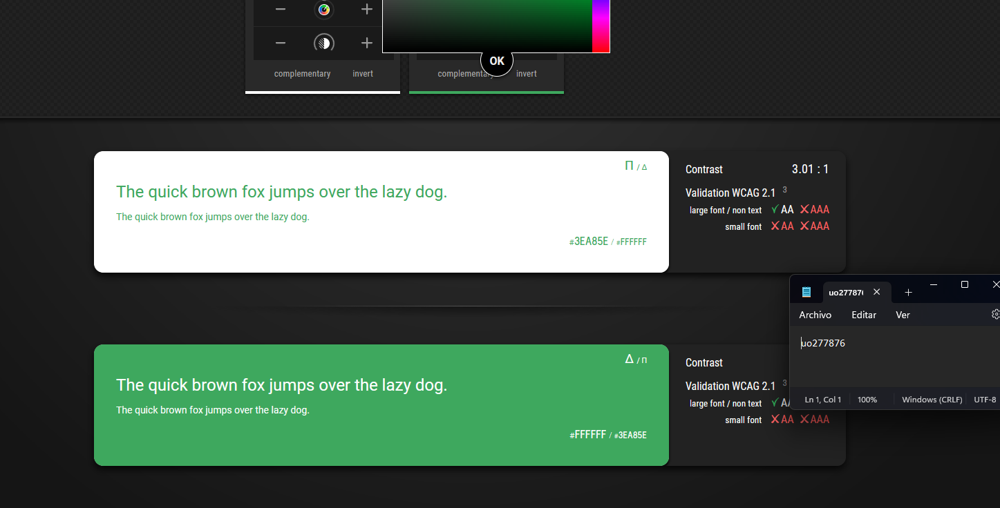 OK
complementary invert
invert
Π / Δ
The quick brown fox jumps over the lazy dog.
The quick brown fox jumps over the lazy dog.
#3EA85E / #FFFFFF
Contrast 3.01 : 1
Validation WCAG 2.1 3
large font / non text ✓AA ✗AAA
small font ✗AA ✗AAA
uo277876
Archivo Editar Ver
uo277876
Ln 1, Col 1 100% Windows (CRLF) UTF-8
Δ / Π
The quick brown fox jumps over the lazy dog.
The quick brown fox jumps over the lazy dog.
#FFFFFF / #3EA85E
Contrast
Validation WCAG 2.1 3
large font / non text ✓
small font ✗AA ✗AAA